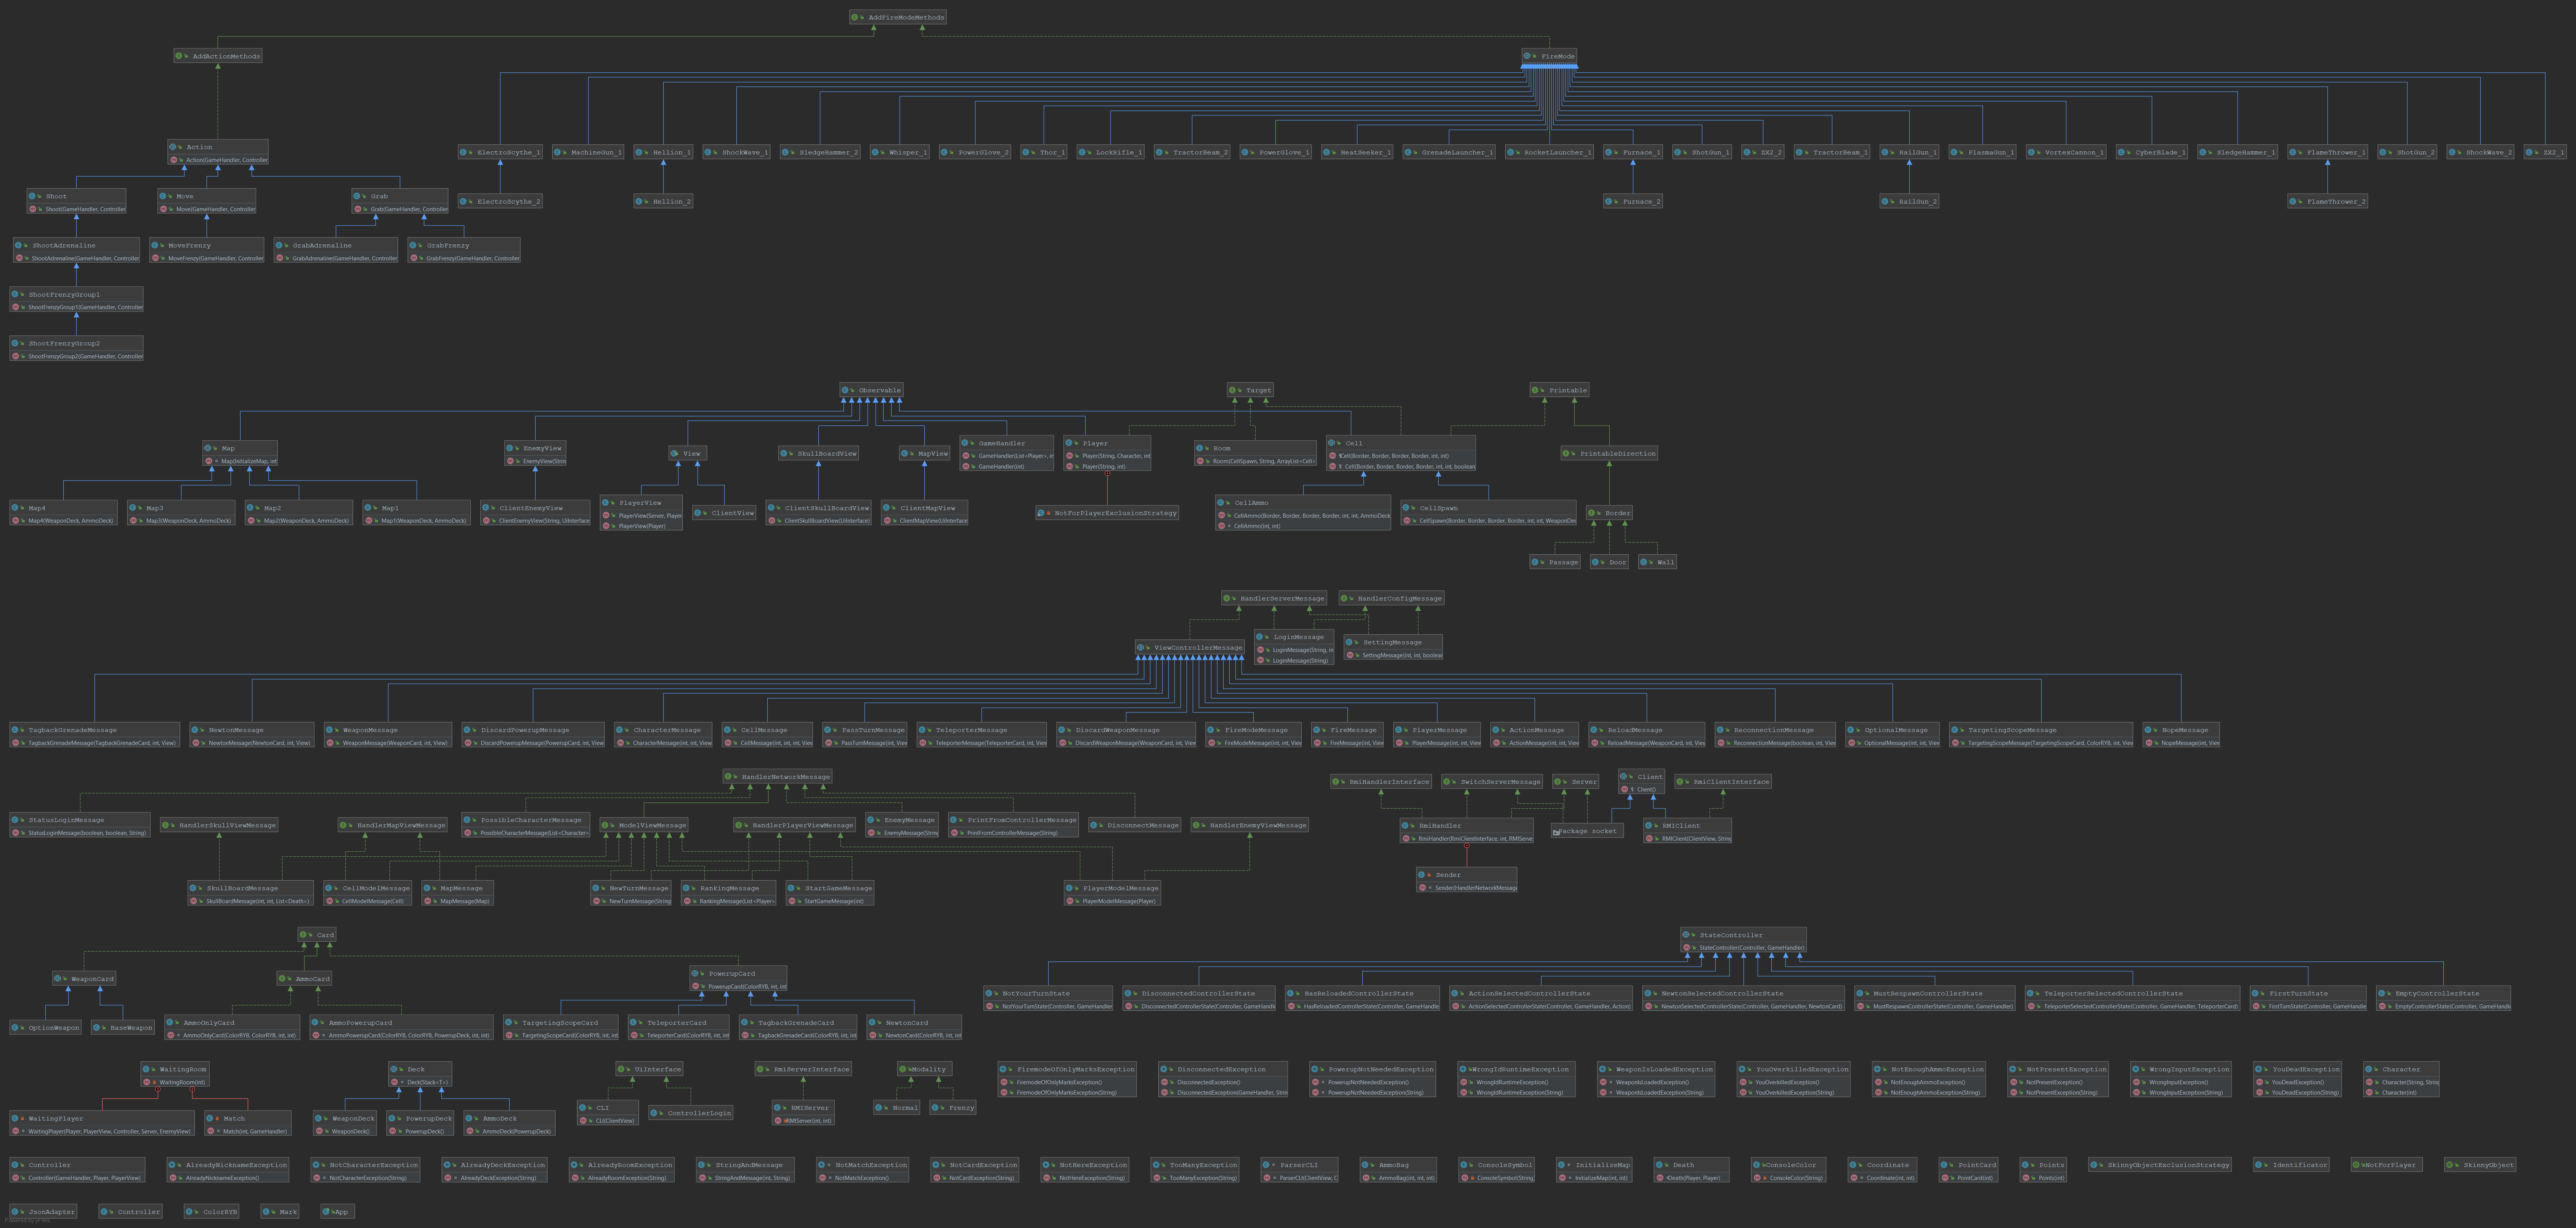 AddFireModeMethods
AddActionMethods
FireMode
Action
Action(GameHandler, Controller
ElectroScythe_1
MachineGun_1
Hellion_1
ShockWave_1
SledgeHammer_2
Whisper_1
PowerGlove_2
Thor_1
LockRifle_1
TractorBeam_2
PowerGlove_1
HeatSeeker_1
GrenadeLauncher_1
RocketLauncher_1
Furnace_1
ShotGun_1
ZX2_2
TractorBeam_1
RailGun_1
PlasmaGun_1
VortexCannon_1
CyberBlade_1
SledgeHammer_1
FlameThrower_1
ShotGun_2
ShockWave_2
ZX2_1
Shoot
Shoot(GameHandler, Controller
Move
Move(GameHandler, Controller
Grab
Grab(GameHandler, Controller
ElectroScythe_2
Hellion_2
Furnace_2
RailGun_2
FlameThrower_2
ShootAdrenaline
ShootAdrenaline(GameHandler, Controller
MoveFrenzy
MoveFrenzy(GameHandler, Controller
GrabAdrenaline
GrabAdrenaline(GameHandler, Controller
GrabFrenzy
GrabFrenzy(GameHandler, Controller
ShootFrenzyGroup1
ShootFrenzyGroup1(GameHandler, Controller
ShootFrenzyGroup2
ShootFrenzyGroup2(GameHandler, Controller
Observable
Target
Printable
Map
Map(InitializeMap, int
EnemyView
EnemyView(Strin
View
SkullBoardView
MapView
GameHandler
GameHandler(List<Player>, in
GameHandler(int)
Player
Player(String, Character, int
Player(String, int)
Room
Room(CellSpawn, String, ArrayList<Cell>
Cell
Cell(Border, Border, Border, Border, int, int)
Cell(Border, Border, Border, Border, int, int, boolean
PrintableDirection
Map4
Map4(WeaponDeck, AmmoDeck)
Map3
Map3(WeaponDeck, AmmoDeck)
Map2
Map2(WeaponDeck, AmmoDeck)
Map1
Map1(WeaponDeck, AmmoDeck)
ClientEnemyView
ClientEnemyView(String, UiInterface
PlayerView
PlayerView(Server, Player
PlayerView(Player)
ClientView
ClientSkullBoardView
ClientSkullBoardView(UiInterface)
ClientMapView
ClientMapView(UiInterface
NotForPlayerExclusionStrategy
CellAmmo
CellAmmo(Border, Border, Border, Border, int, int, AmmoDeck
CellAmmo(int, int)
CellSpawn
CellSpawn(Border, Border, Border, Border, int, int, WeaponDe
Border
Passage
Door
Wall
HandlerServerMessage
HandlerConfigMessage
ViewControllerMessage
LoginMessage
LoginMessage(String, in
LoginMessage(String)
SettingMessage
SettingMessage(int, int, boolean
TagbackGrenadeMessage
TagbackGrenadeMessage(TagbackGrenadeCard, int, View)
NewtonMessage
NewtonMessage(NewtonCard, int, View)
WeaponMessage
WeaponMessage(WeaponCard, int, View)
DiscardPowerupMessage
DiscardPowerupMessage(PowerupCard, int, View
CharacterMessage
CharacterMessage(int, int, View
CellMessage
CellMessage(int, int, int, View
PassTurnMessage
PassTurnMessage(int, View
TeleporterMessage
TeleporterMessage(TeleporterCard, int, View
DiscardWeaponMessage
DiscardWeaponMessage(WeaponCard, int, View
FireModeMessage
FireModeMessage(int, int, View
FireMessage
FireMessage(int, View
PlayerMessage
PlayerMessage(int, int, View
ActionMessage
ActionMessage(int, int, View
ReloadMessage
ReloadMessage(WeaponCard, int, View
ReconnectionMessage
ReconnectionMessage(boolean, int, View
OptionalMessage
OptionalMessage(int, int, View
TargetingScopeMessage
TargetingScopeMessage(TargetingScopeCard, ColorRYB, int, View
NopeMessage
NopeMessage(int, View
HandlerNetworkMessage
RmiHandlerInterface
SwitchServerMessage
Server
Client
Client()
RmiClientInterface
StatusLoginMessage
StatusLoginMessage(boolean, boolean, String)
HandlerSkullViewMessage
HandlerMapViewMessage
PossibleCharacterMessage
PossibleCharacterMessage(List<Character>
ModelViewMessage
HandlerPlayerViewMessage
EnemyMessage
EnemyMessage(String
PrintFromControllerMessage
PrintFromControllerMessage(String)
DisconnectMessage
HandlerEnemyViewMessage
RmiHandler
RmiHandler(RmiClientInterface, int, RMIServe
Package socket
RMIClient
RMIClient(ClientView, String
Sender
Sender(HandlerNetworkMessage
SkullBoardMessage
SkullBoardMessage(int, int, List<Death>)
CellModelMessage
CellModelMessage(Cell)
MapMessage
MapMessage(Map)
NewTurnMessage
NewTurnMessage(String
RankingMessage
RankingMessage(List<Player>
StartGameMessage
StartGameMessage(int)
PlayerModelMessage
PlayerModelMessage(Player)
Card
StateController
StateController(Controller, GameHandler)
WeaponCard
AmmoCard
PowerupCard
PowerupCard(ColorRYB, int, int
NotYourTurnState
NotYourTurnState(Controller, GameHandler
DisconnectedControllerState
DisconnectedControllerState(Controller, GameHandle
HasReloadedControllerState
HasReloadedControllerState(Controller, GameHandler
ActionSelectedControllerState
ActionSelectedControllerState(Controller, GameHandler, Action)
NewtonSelectedControllerState
NewtonSelectedControllerState(Controller, GameHandler, NewtonCard)
MustRespawnControllerState
MustRespawnControllerState(Controller, GameHandler)
TeleporterSelectedControllerState
TeleporterSelectedControllerState(Controller, GameHandler, TeleporterCard)
FirstTurnState
FirstTurnState(Controller, GameHandle
EmptyControllerState
EmptyControllerState(Controller, GameHandler
OptionWeapon
BaseWeapon
AmmoOnlyCard
AmmoOnlyCard(ColorRYB, ColorRYB, int, int)
AmmoPowerupCard
AmmoPowerupCard(ColorRYB, ColorRYB, PowerupDeck, int, int)
TargetingScopeCard
TargetingScopeCard(ColorRYB, int, int
TeleporterCard
TeleporterCard(ColorRYB, int, int
TagbackGrenadeCard
TagbackGrenadeCard(ColorRYB, int, int
NewtonCard
NewtonCard(ColorRYB, int, int
WaitingRoom
WaitingRoom(int)
Deck
Deck(Stack<T>)
UiInterface
RmiServerInterface
Modality
FiremodeOfOnlyMarksException
FiremodeOfOnlyMarksException()
FiremodeOfOnlyMarksException(String)
DisconnectedException
DisconnectedException()
DisconnectedException(GameHandler, Strin
PowerupNotNeededException
PowerupNotNeededException()
PowerupNotNeededException(String)
WrongIdRuntimeException
WrongIdRuntimeException()
WrongIdRuntimeException(String)
WeaponIsLoadedException
WeaponIsLoadedException()
WeaponIsLoadedException(String)
YouOverkilledException
YouOverkilledException()
YouOverkilledException(String)
NotEnoughAmmoException
NotEnoughAmmoException()
NotEnoughAmmoException(String)
NotPresentException
NotPresentException()
NotPresentException(String)
WrongInputException
WrongInputException()
WrongInputException(String)
YouDeadException
YouDeadException()
YouDeadException(String)
Character
Character(String, String
Character(int)
WaitingPlayer
WaitingPlayer(Player, PlayerView, Controller, Server, EnemyView)
Match
Match(int, GameHandler)
WeaponDeck
WeaponDeck()
PowerupDeck
PowerupDeck()
AmmoDeck
AmmoDeck(PowerupDeck)
CLI
CLI(ClientView)
ControllerLogin
RMIServer
RMIServer(int, int)
Normal
Frenzy
Controller
Controller(GameHandler, Player, PlayerView)
AlreadyNicknameException
AlreadyNicknameException()
NotCharacterException
NotCharacterException(String)
AlreadyDeckException
AlreadyDeckException(String)
AlreadyRoomException
AlreadyRoomException(String)
StringAndMessage
StringAndMessage(int, String)
NotMatchException
NotMatchException()
NotCardException
NotCardException(String)
NotHereException
NotHereException(String)
TooManyException
TooManyException(String)
ParserCLI
ParserCLI(ClientView, C
AmmoBag
AmmoBag(int, int, int)
ConsoleSymbol
ConsoleSymbol(String
InitializeMap
InitializeMap(int)
Death
Death(Player, Player)
ConsoleColor
ConsoleColor(String)
Coordinate
Coordinate(int, int)
PointCard
PointCard(int)
Points
Points(int)
SkinnyObjectExclusionStrategy
Identificator
NotForPlayer
SkinnyObject
JsonAdapter
Controller
ColorRYB
Mark
App
Powered by yFiles